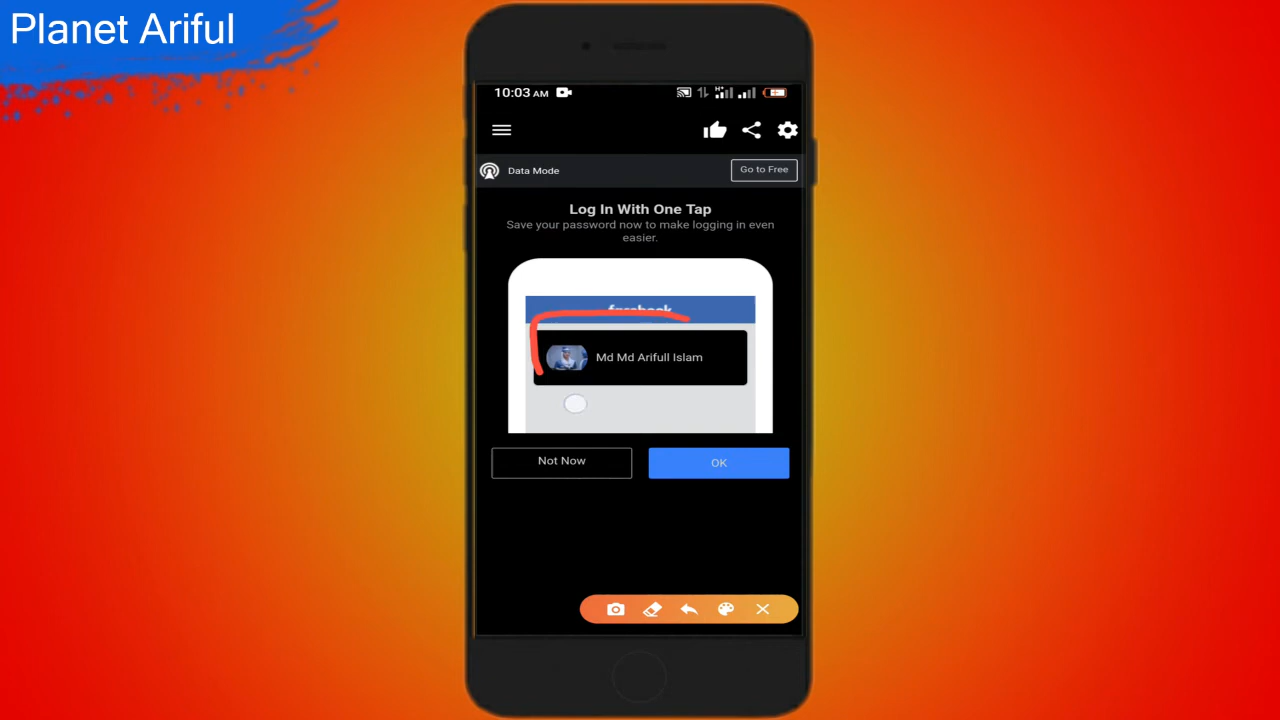 Planet Ariful
10:03 AM
Data Mode
Go to Free
Log In With One Tap
Save your password now to make logging in even
easier.
facebook
Md Md Arifull Islam
Not Now
OK